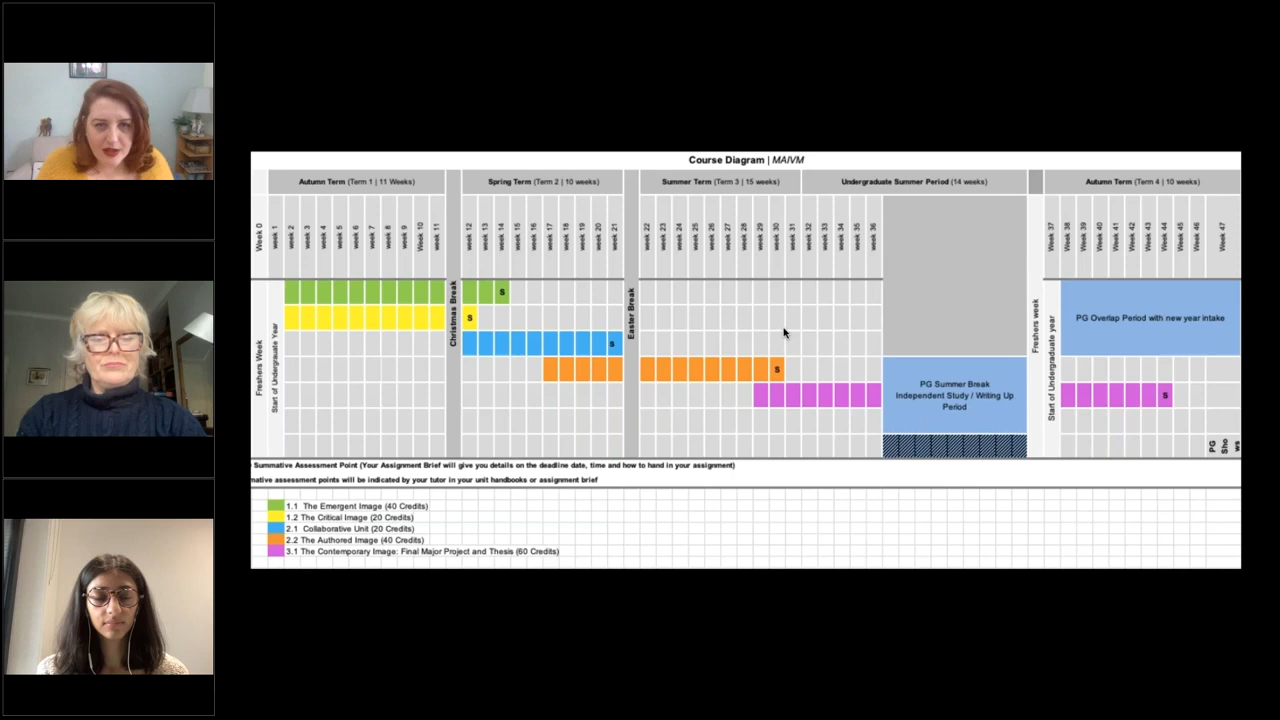 Course Diagram | MAIVM
Autumn Term (Term 1 | 11 Weeks)
Spring Term (Term 2 | 10 weeks)
Summer Term (Term 3 | 15 weeks)
Undergraduate Summer Period (14 weeks)
Autumn Term (Term 4 | 10 weeks)
Week 0
week 1
week 2
week 3
week 4
week 5
week 6
week 7
week 8
week 9
Week 10
week 11
week 12
week 13
week 14
week 15
week 16
week 17
week 18
week 19
week 20
week 21
week 22
week 23
week 24
week 25
week 26
week 27
week 28
week 29
week 30
week 31
week 32
week 33
week 34
week 35
week 36
Week 37
Week 38
Week 39
Week 40
Week 41
Week 42
Week 43
Week 44
Week 45
Week 46
Week 47
Freshers Week
Start of Undergrauate Year
Christmas Break
Easter Break
Freshers week
Start of Undergraduate year
S
S
S
S
S
PG Overlap Period with new year intake
PG Summer Break
Independent Study / Writing Up
Period
PG
Sho
ws
Summative Assessment Point (Your Assignment Brief will give you details on the deadline date, time and how to hand in your assignment)
mative assessment points will be indicated by your tutor in your unit handbooks or assignment brief
1.1 The Emergent Image (40 Credits)
1.2 The Critical Image (20 Credits)
2.1 Collaborative Unit (20 Credits)
2.2 The Authored Image (40 Credits)
3.1 The Contemporary Image: Final Major Project and Thesis (60 Credits)